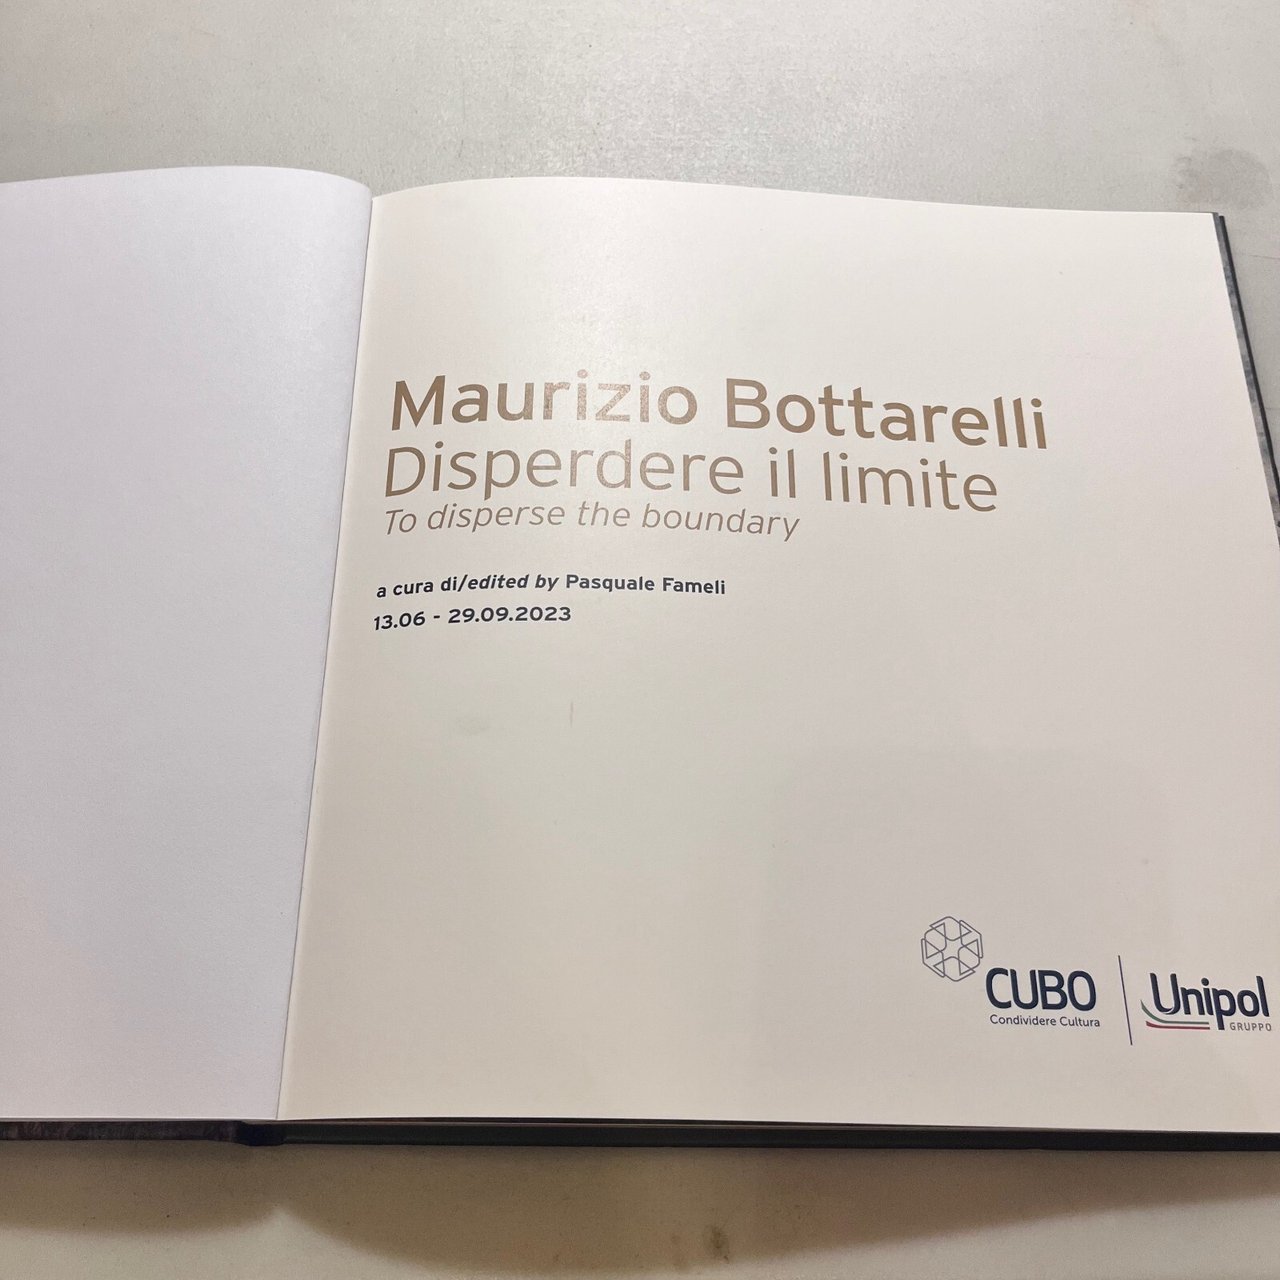 Maurizio Bottarelli
Disperdere il limite
To disperse the boundary
a cura di/edited by Pasquale Fameli
13.06 - 29.09.2023
CUBO
Condividere Cultura
Unipol
GRUPPO